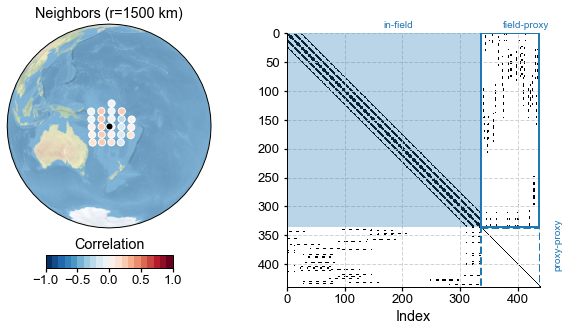 Neighbors (r=1500 km)
Correlation
−1.0 −0.5 0.0 0.5 1.0
in-field
field-proxy
0
50
100
150
200
250
300
350
400
proxy-proxy
0 100 200 300 400
Index